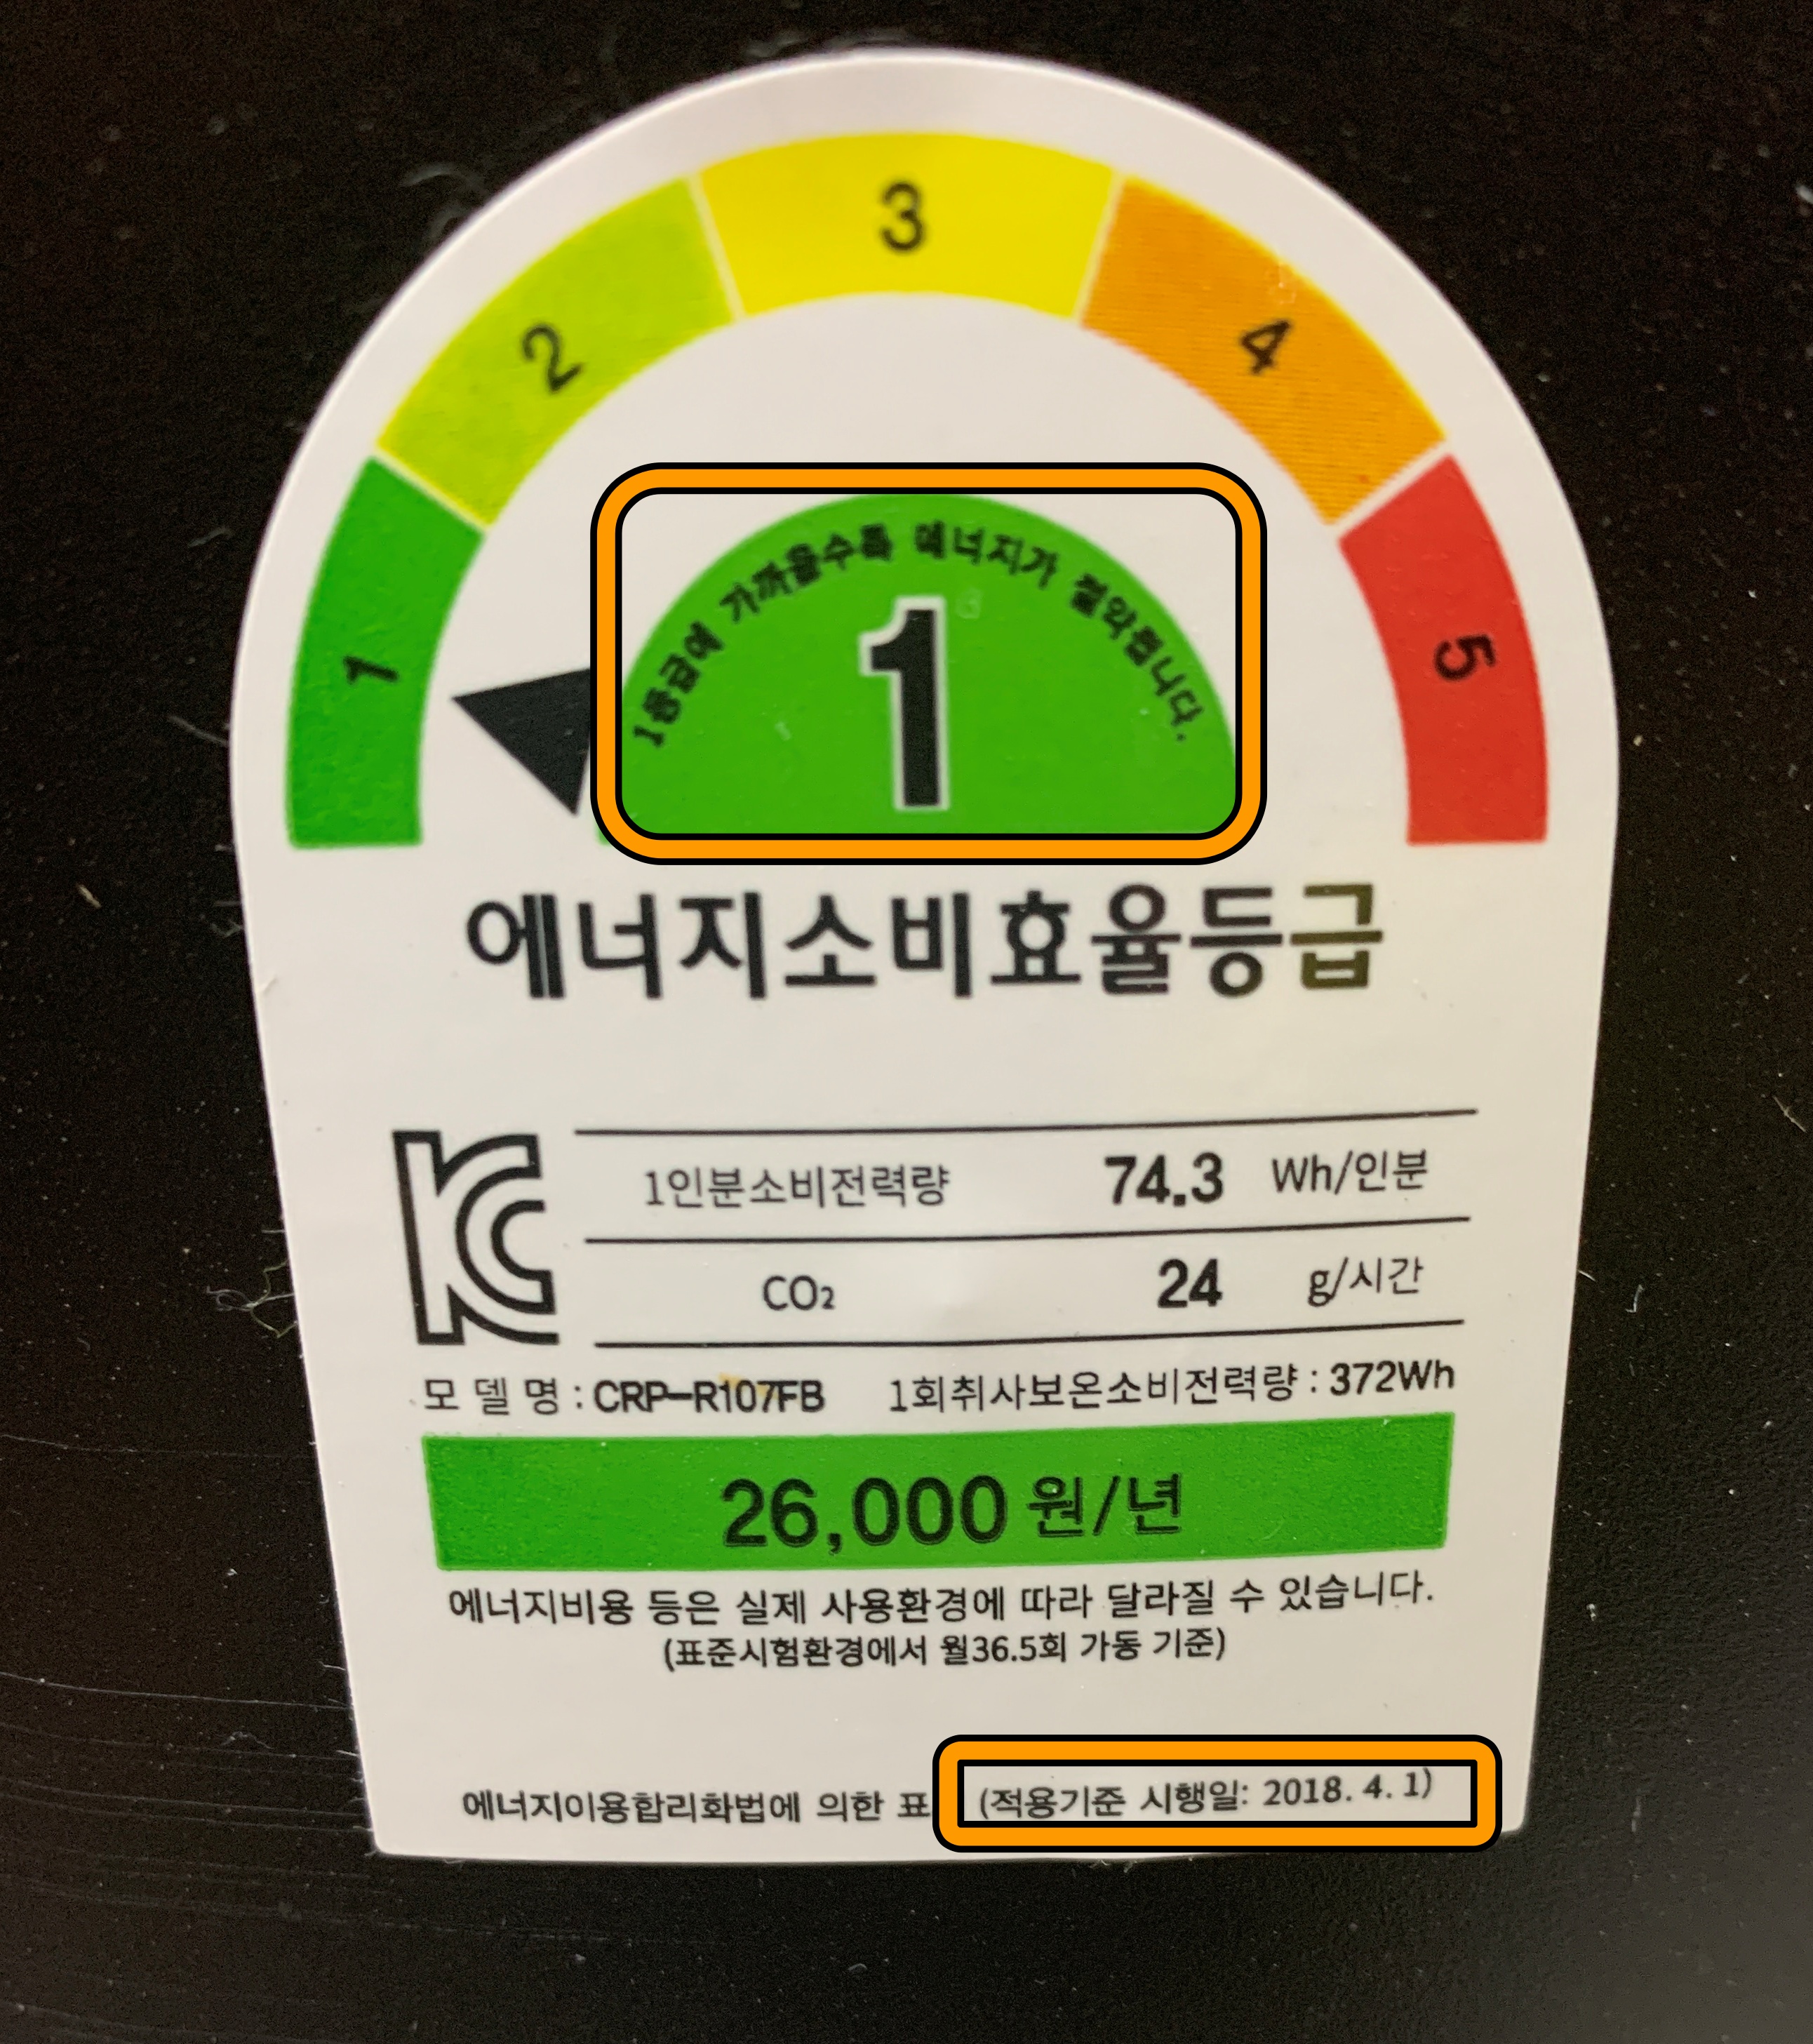 1
2
3
4
5
1등급에 가까울수록 에너지가 절약됩니다.
1
에너지소비효율등급
1인분소비전력량 74.3 Wh/인분
CO₂ 24 g/시간
모 델 명 : CRP-R107FB 1회취사보온소비전력량 : 372Wh
26,000 원/년
에너지비용 등은 실제 사용환경에 따라 달라질 수 있습니다.
(표준시험환경에서 월36.5회 가동 기준)
에너지이용합리화법에 의한 표 (적용기준 시행일: 2018. 4. 1)